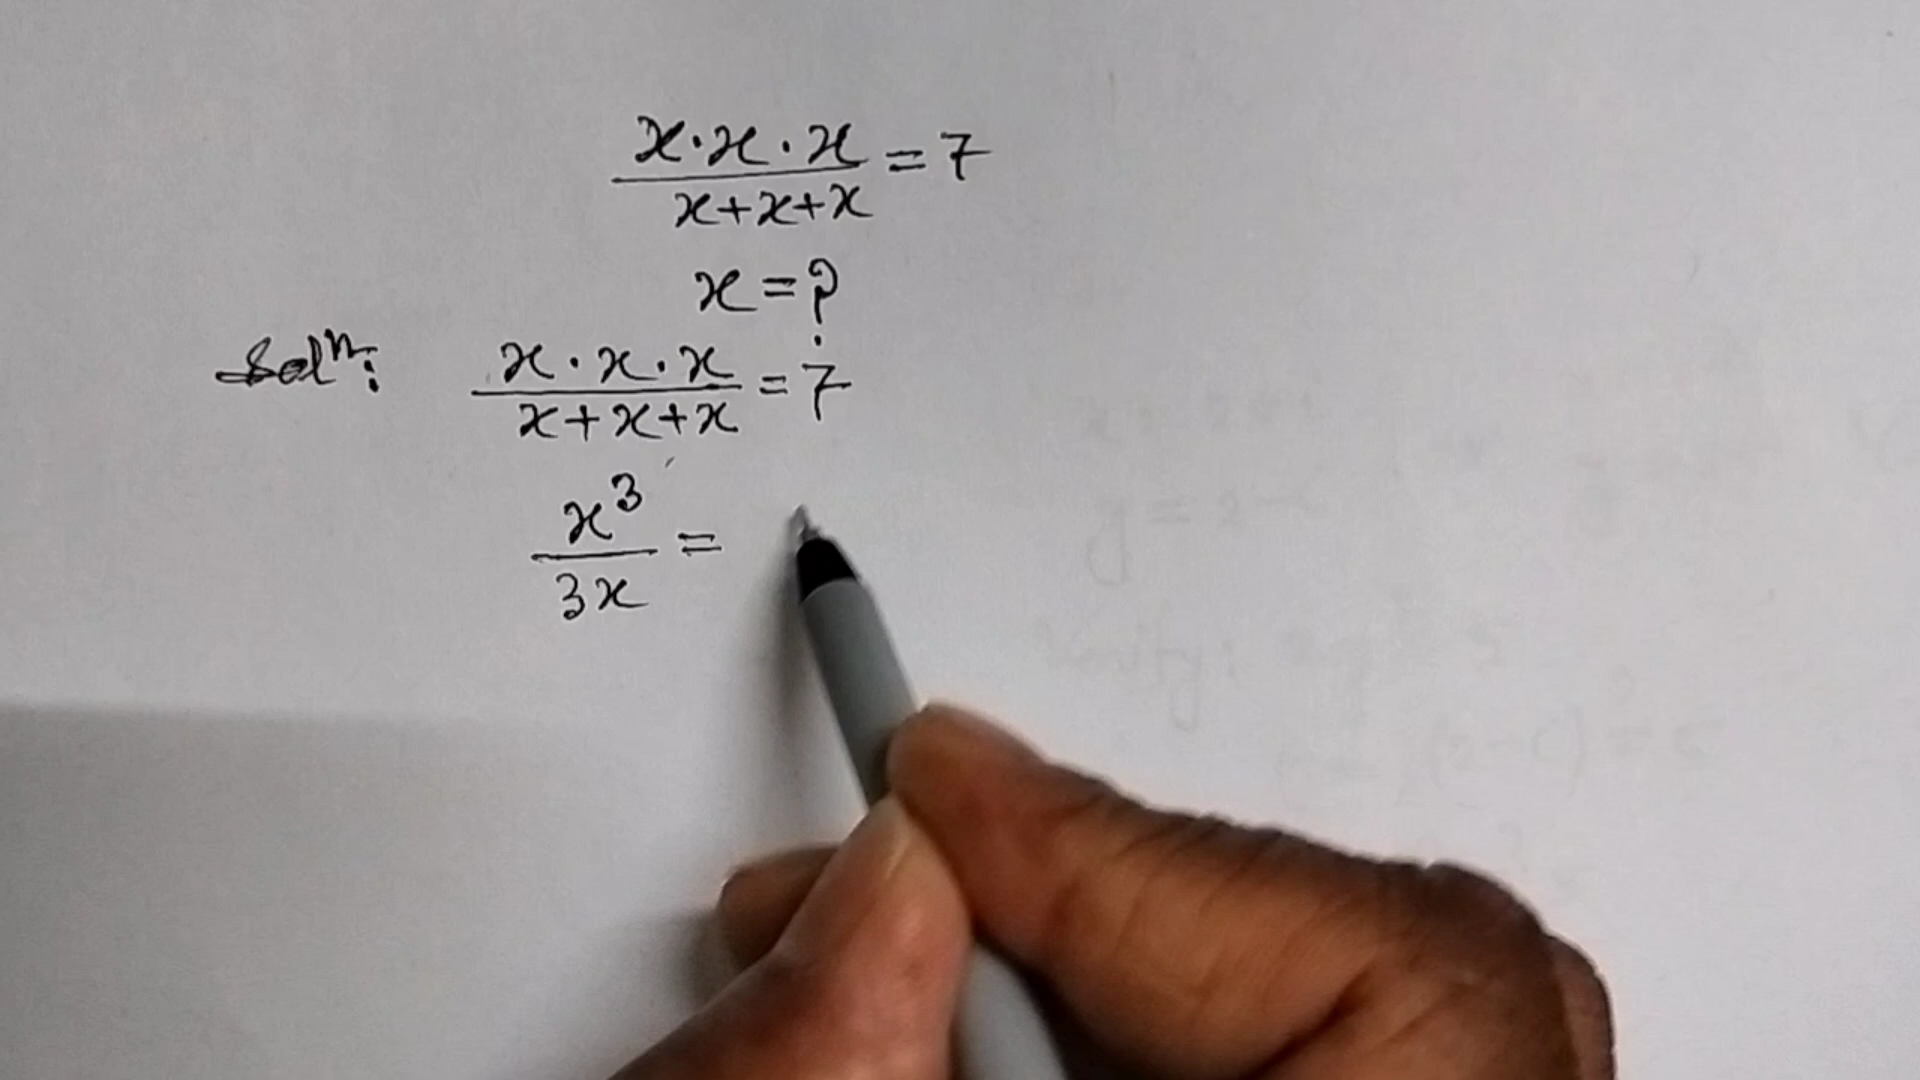 x·x·x/x+x+x = 7
x = ?
Solⁿ: x·x·x/x+x+x = 7
x³/3x =